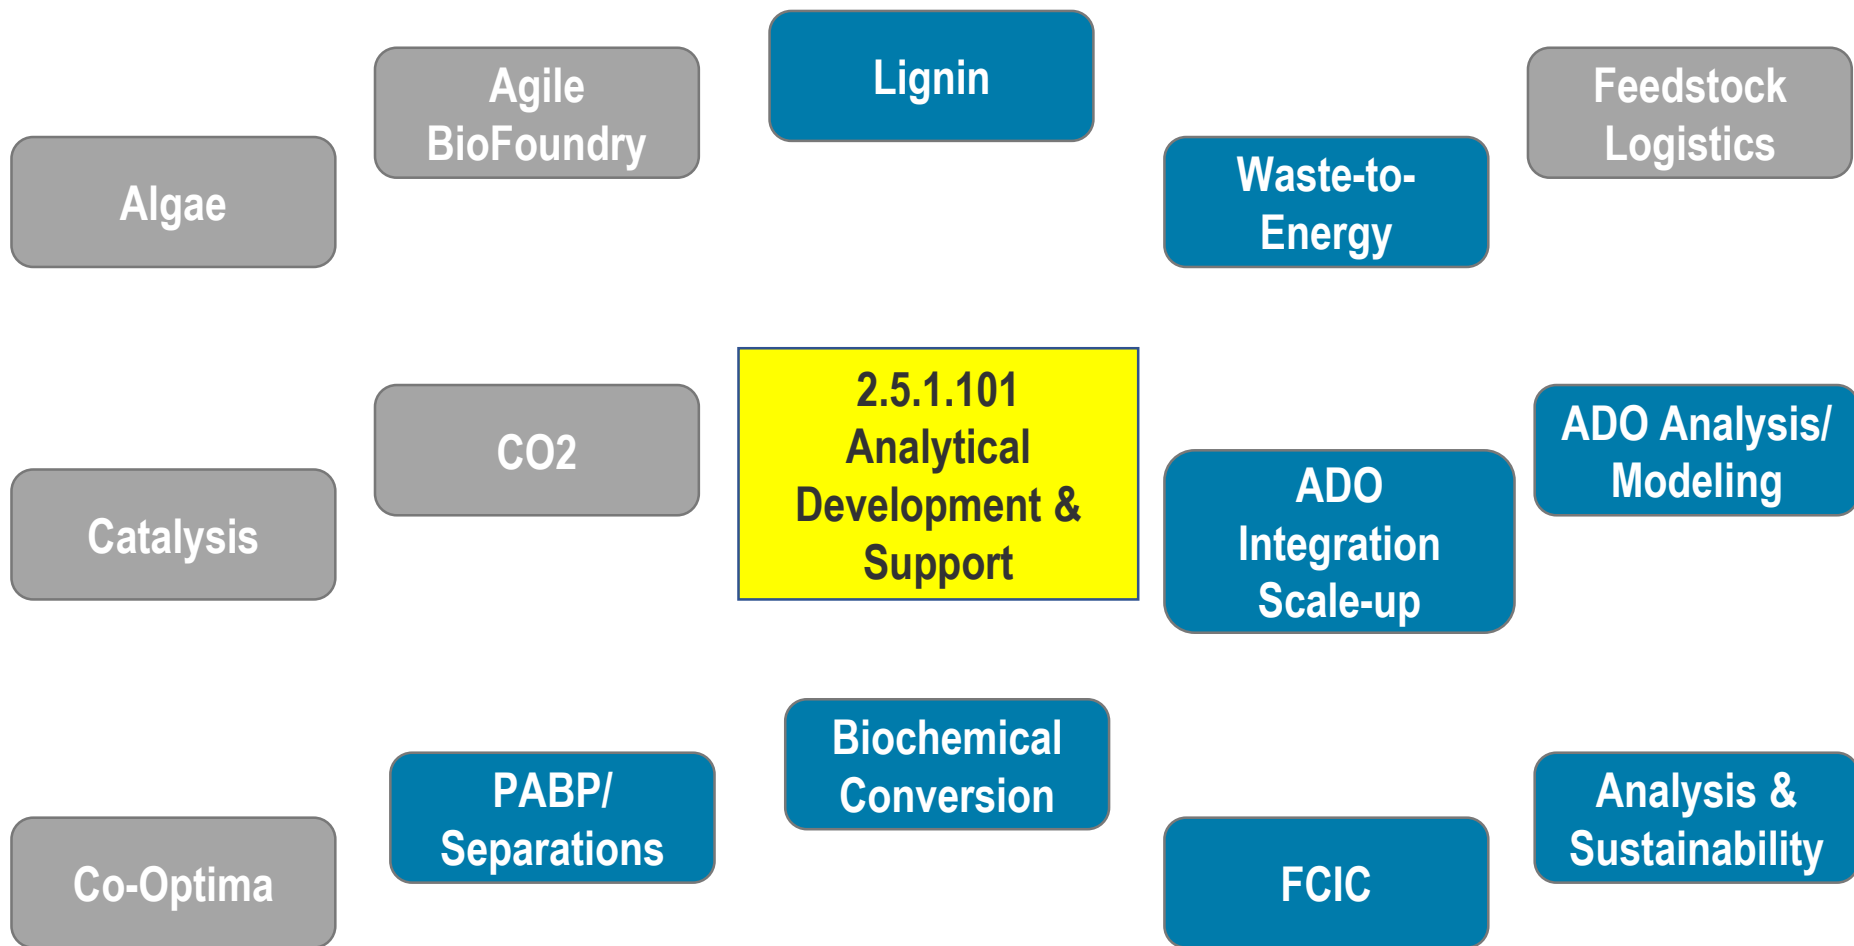 Lignin
Agile
BioFoundry
Feedstock
Logistics
Algae
Waste-to-
Energy
2.5.1.101
Analytical
Development &
Support
CO2
ADO Analysis/
Modeling
Catalysis
ADO
Integration
Scale-up
Biochemical
Conversion
PABP/
Separations
Analysis &
Sustainability
Co-Optima
FCIC